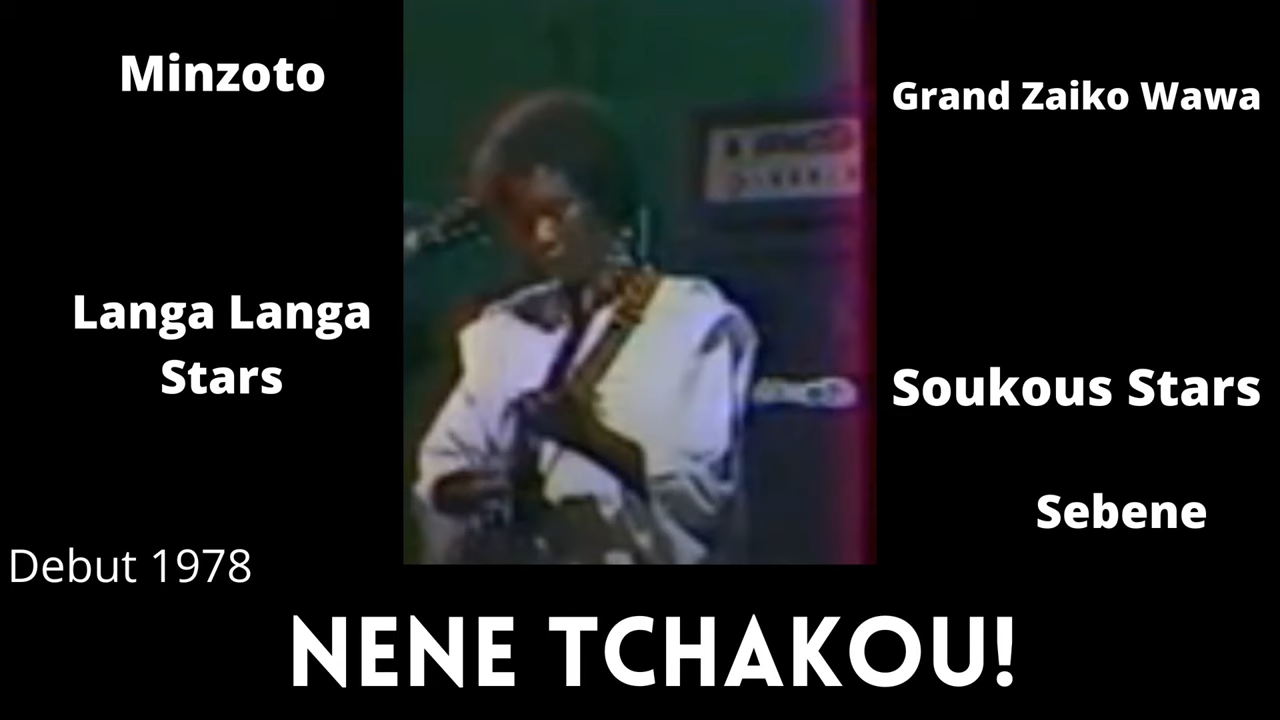 Minzoto
Grand Zaiko Wawa
Langa Langa
Stars
Soukous Stars
Sebene
Debut 1978
NENE TCHAKOU!